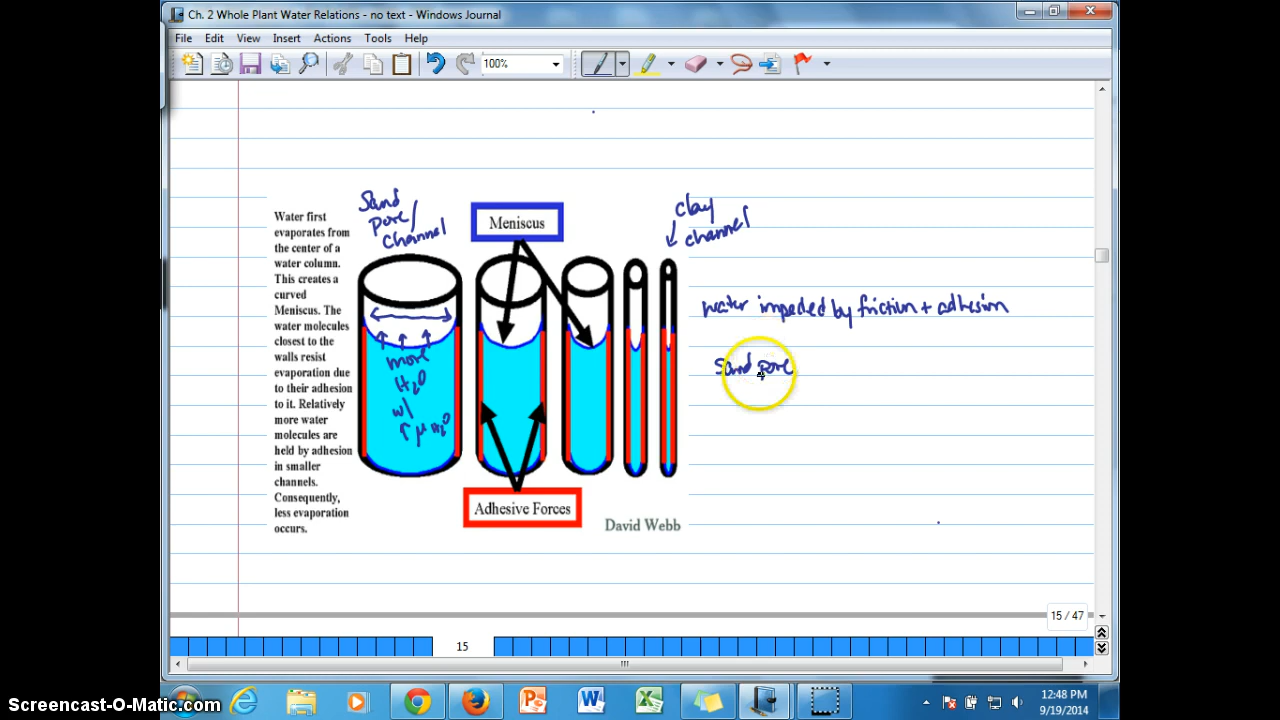 Ch. 2 Whole Plant Water Relations - no text - Windows Journal
File Edit View Insert Actions Tools Help
100%
Sand
pore/
channel
Meniscus
clay
channel
Water first
evaporates from
the center of a
water column.
This creates a
curved
Meniscus. The
water molecules
closest to the
walls resist
evaporation due
to their adhesion
to it. Relatively
more water
molecules are
held by adhesion
in smaller
channels.
Consequently,
less evaporation
occurs.
more
H2O
w/
↑ μ H2O
water impeded by friction + adhesion
Sand pore
Adhesive Forces
David Webb
15 / 47
15
Screencast-O-Matic.com
12:48 PM
9/19/2014